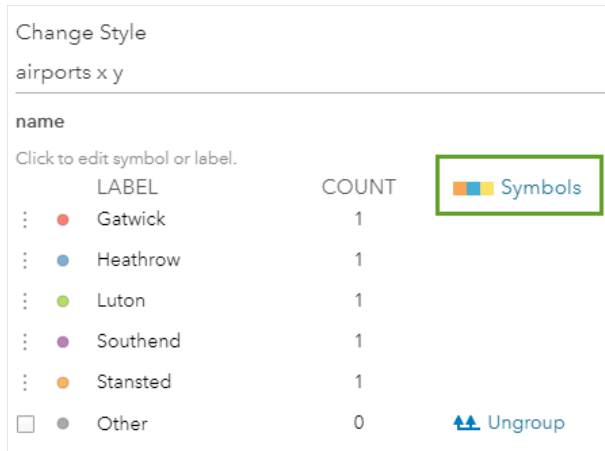 Change Style
airports x y
name
Click to edit symbol or label.
LABEL COUNT Symbols
Gatwick 1
Heathrow 1
Luton 1
Southend 1
Stansted 1
Other 0 Ungroup